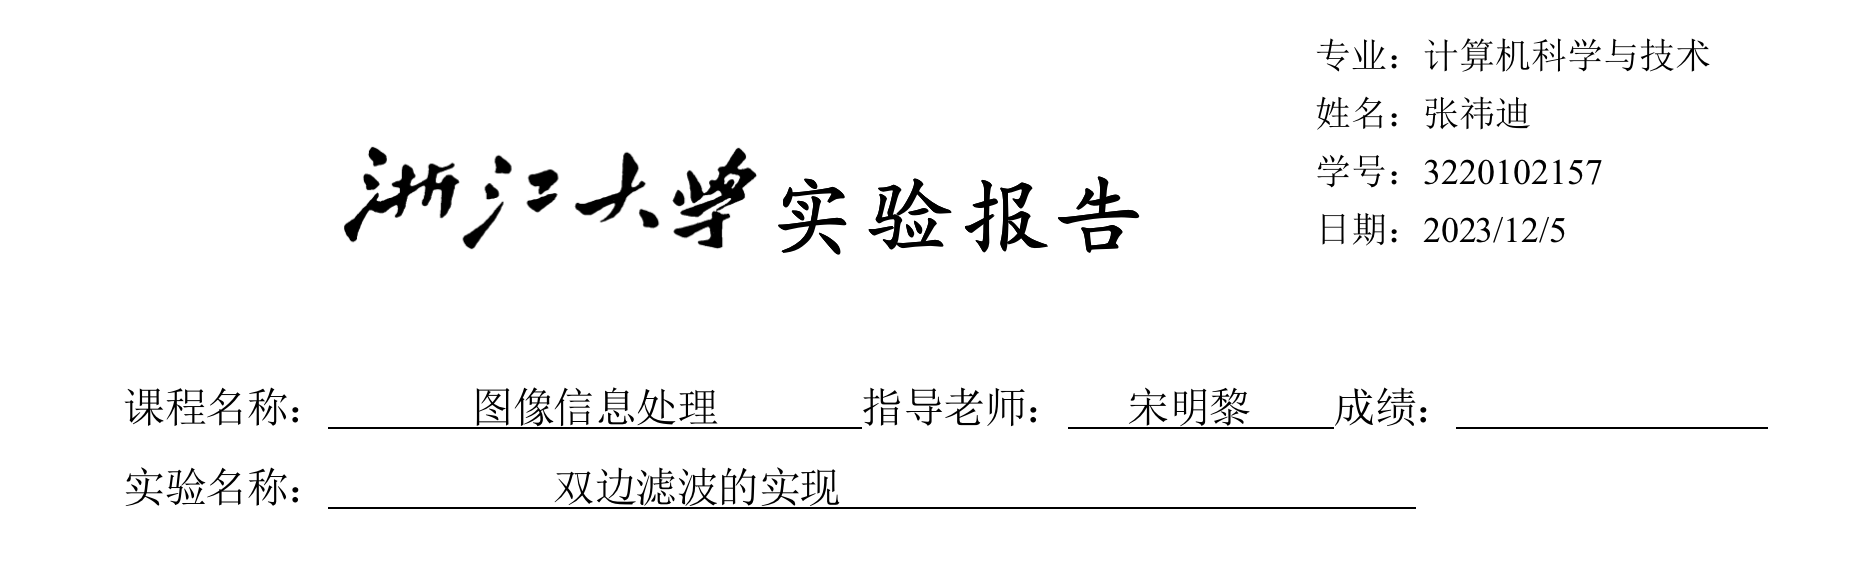 专业：计算机科学与技术
姓名：张祎迪
学号：3220102157
日期：2023/12/5
浙江大学实验报告
课程名称：图像信息处理指导老师：宋明黎成绩：
实验名称：双边滤波的实现